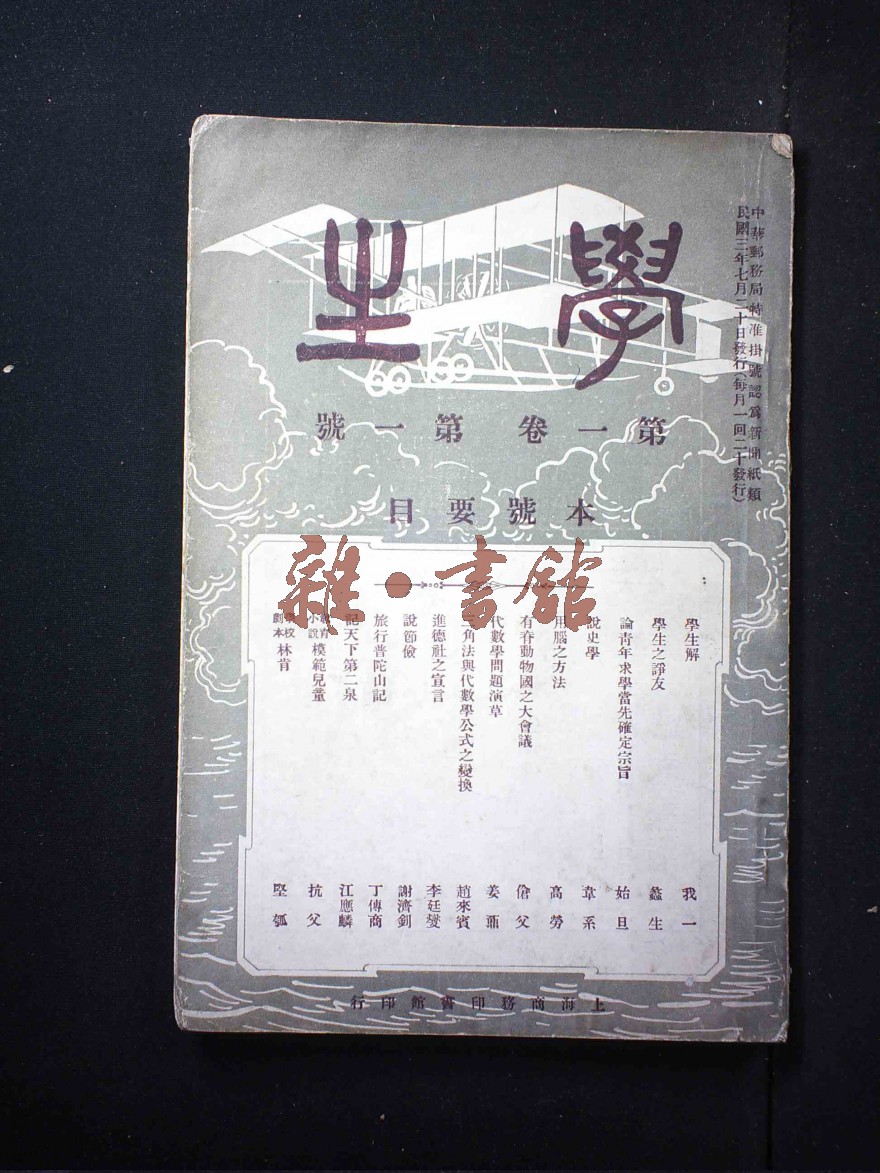 中華郵務局特准掛號認爲新聞紙類
民國三年七月二十日發行(每月一回二十發行)
學生
第一卷 第一號
本號要目
學生解 我一
學生之諍友 蠡生
論青年求學當先確定宗旨 始旦
說史學 章系
用腦之方法 高勞
有脊動物國之大會議 傖父
代數學問題演草 姜鼐
三角法與代數學公式之變換 趙來賓
進德社之宣言 李廷燮
說節儉 謝濟釗
旅行普陀山記 丁傳商
記天下第二泉 江應麟
教育小說 模範兒童 抗父
學校劇本 林肯 堅瓠
上海商務印書館印行
雜·書館